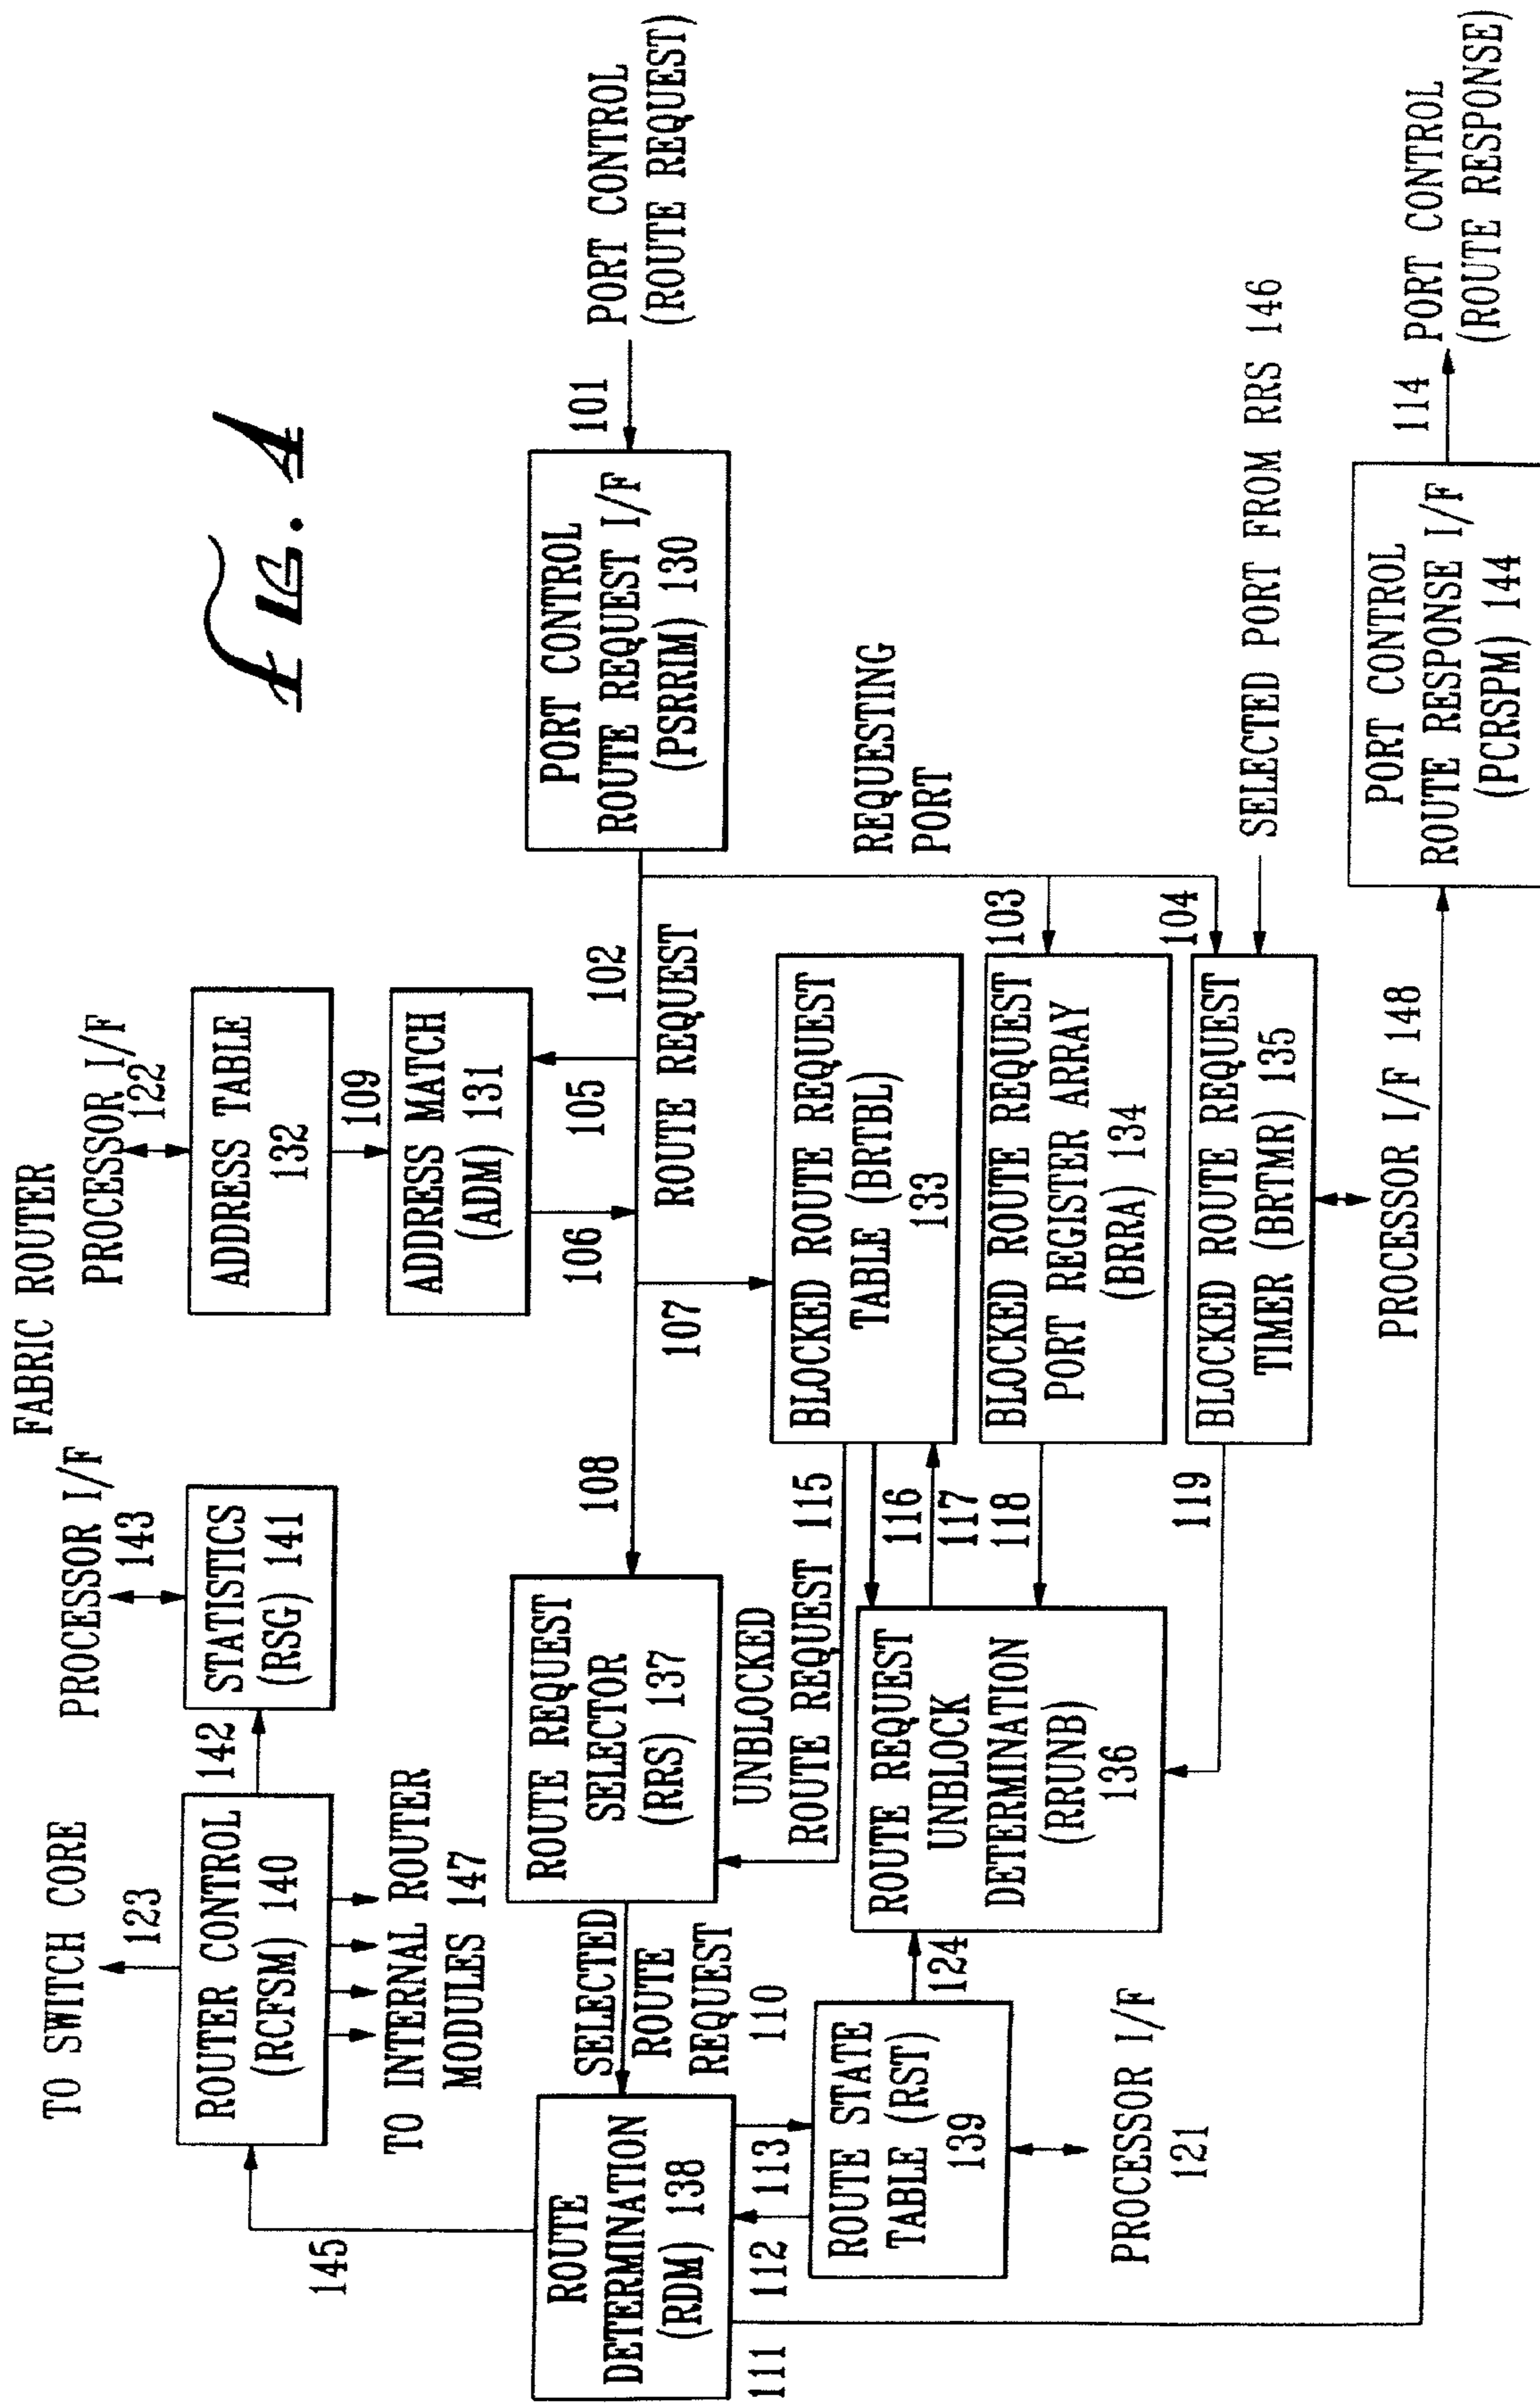 FABRIC ROUTER
TO SWITCH CORE
123
ROUTER CONTROL
(RCFSM) 140
142
PROCESSOR I/F
143
STATISTICS
(RSG) 141
PROCESSOR I/F
122
ADDRESS TABLE
132
109
ADDRESS MATCH
(ADM) 131
FIG. 4
145
TO INTERNAL ROUTER
MODULES 147
106
105
ROUTE
DETERMINATION
(RDM) 138
SELECTED
ROUTE
REQUEST
110
ROUTE REQUEST
SELECTOR
(RRS) 137
108
102
ROUTE REQUEST
PORT CONTROL
ROUTE REQUEST I/F
(PSRRIM) 130
101
PORT CONTROL
(ROUTE REQUEST)
107
UNBLOCKED
ROUTE REQUEST 115
111
112
113
ROUTE STATE
TABLE (RST)
139
124
PROCESSOR I/F
121
ROUTE REQUEST
UNBLOCK
DETERMINATION
(RRUNB)
136
116
117
118
119
BLOCKED ROUTE REQUEST
TABLE (BRTBL)
133
REQUESTING
PORT
103
BLOCKED ROUTE REQUEST
PORT REGISTER ARRAY
(BRRA) 134
104
BLOCKED ROUTE REQUEST
TIMER (BRTMR) 135
SELECTED PORT FROM RRS 146
PROCESSOR I/F 148
PORT CONTROL
ROUTE RESPONSE I/F
(PCRSPM) 144
114
PORT CONTROL
(ROUTE RESPONSE)